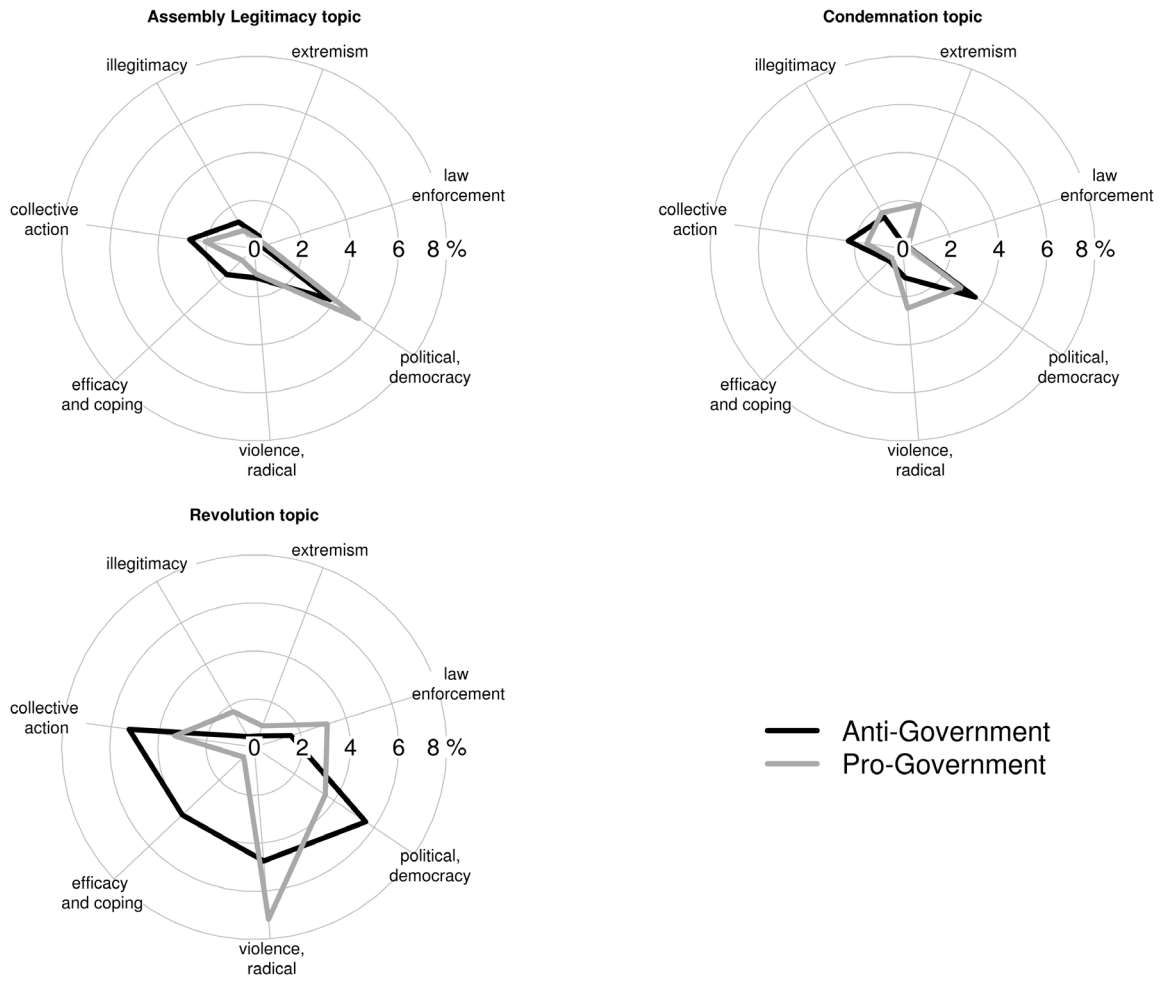 Assembly Legitimacy topic
extremism
illegitimacy
law
enforcement
collective
action
0 2 4 6 8 %
political,
democracy
efficacy
and coping
violence,
radical
Condemnation topic
extremism
illegitimacy
law
enforcement
collective
action
0 2 4 6 8 %
political,
democracy
efficacy
and coping
violence,
radical
Revolution topic
extremism
illegitimacy
law
enforcement
collective
action
0 2 4 6 8 %
political,
democracy
efficacy
and coping
violence,
radical
Anti-Government
Pro-Government